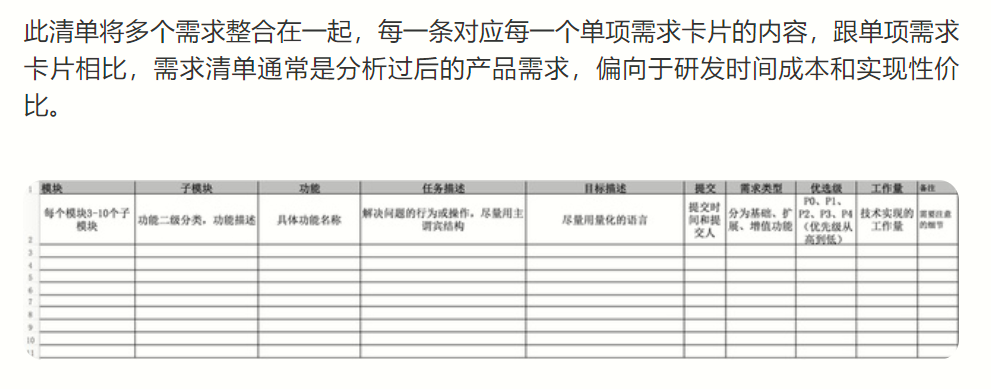 此清单将多个需求整合在一起，每一条对应每一个单项需求卡片的内容，跟单项需求
卡片相比，需求清单通常是分析过后的产品需求，偏向于研发时间成本和实现性价
比。
1 模块 子模块 功能 任务描述 目标描述 提交 需求类型 优选级 工作量 备注
每个模块3-10个子
模块
功能二级分类，功能描述
具体功能名称
解决问题的行为或操作，尽量用主
谓宾结构
尽量用量化的语言
提交时
间和提
交人
分为基础、扩
展、增值功能
P0、P1、
P2、P3、P4
（优先级从
高到低）
技术实现的
工作量
需要注意
的细节
2
3
4
5
6
7
8
9
10
11